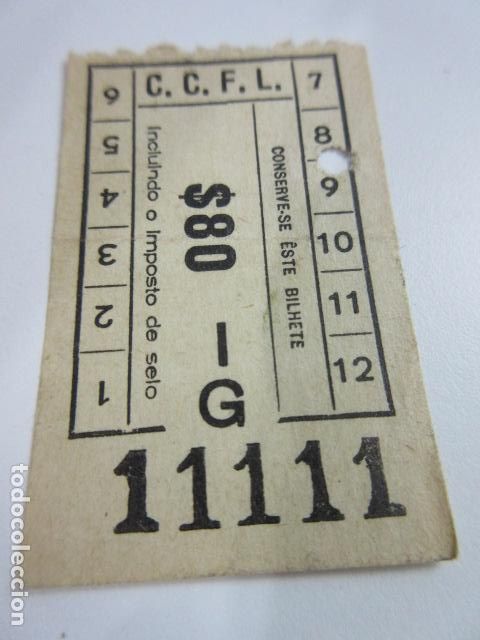 C. C. F. L.
6
5
4
3
2
1
Incluindo o imposto de selo
$80
I
G
CONSERVE-SE ÊSTE BILHETE
7
8
9
10
11
12
11111
todocoleccion